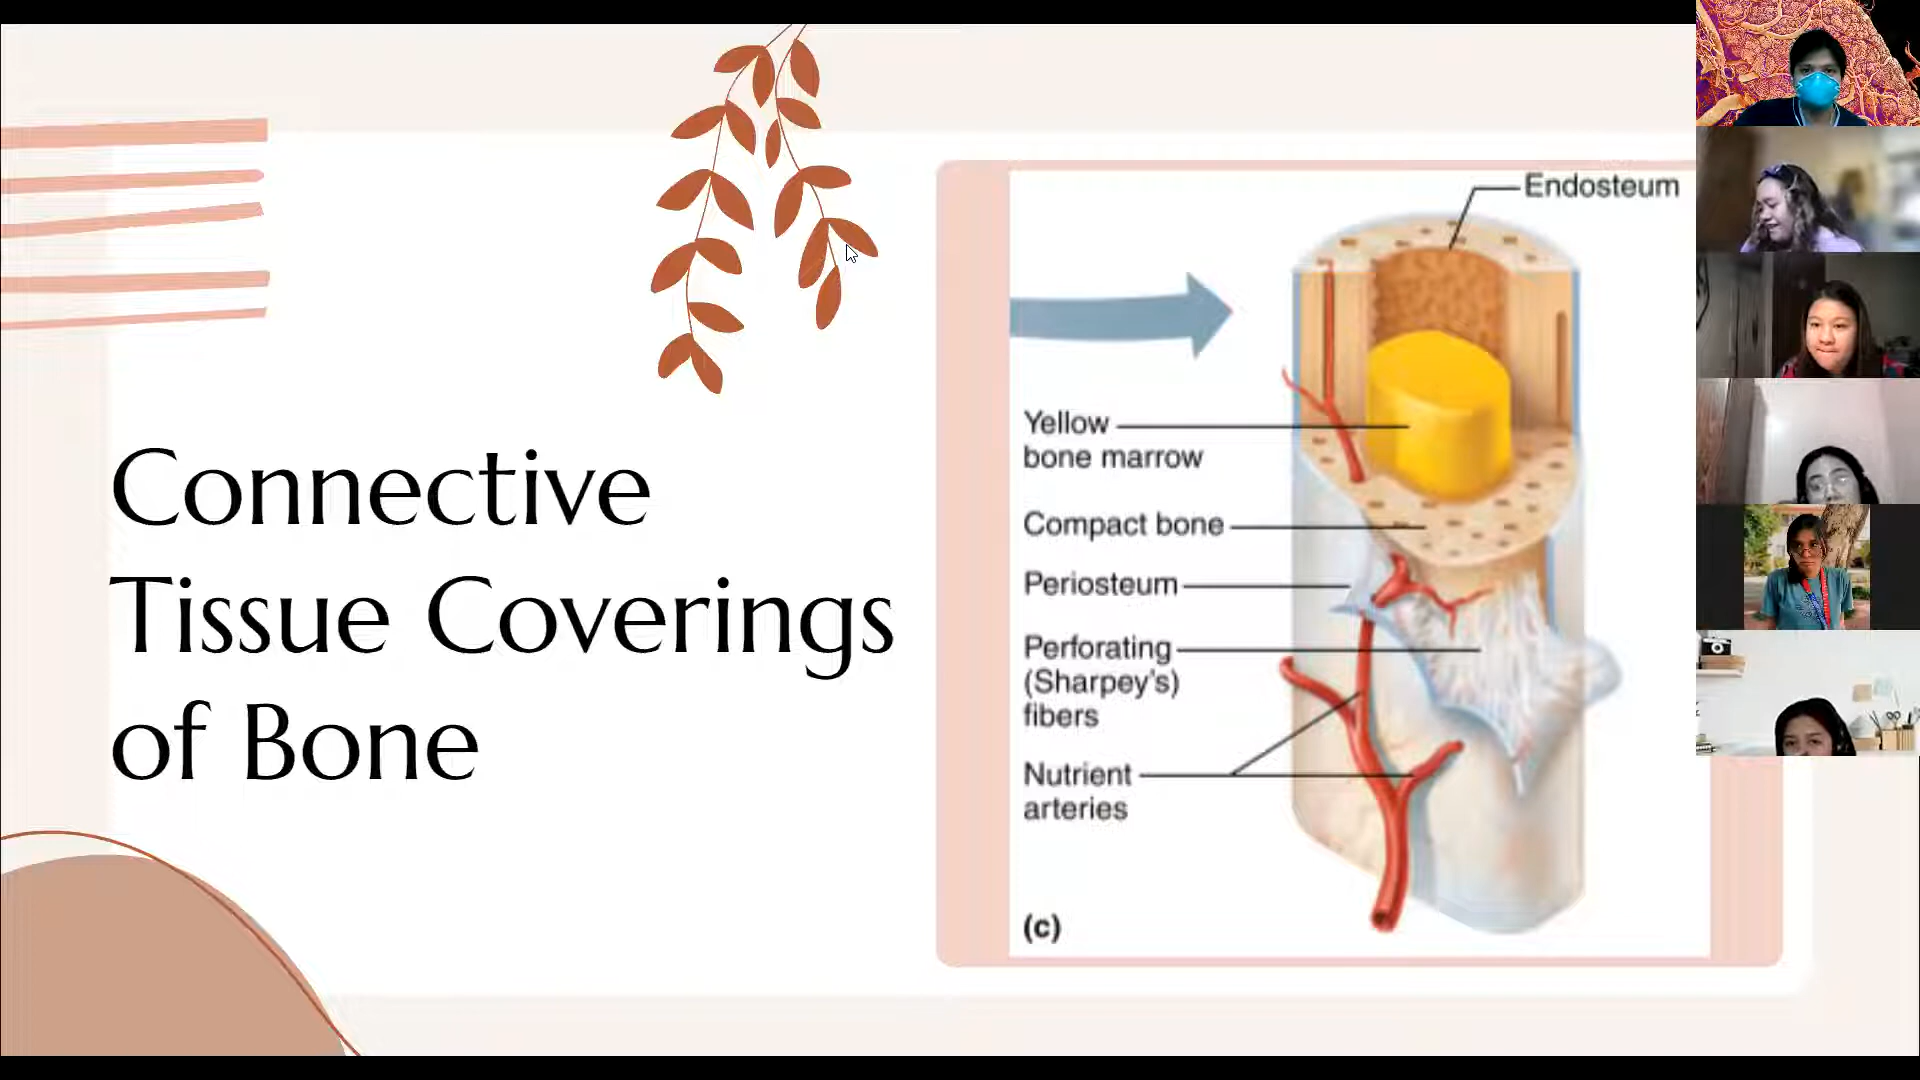 Connective
Tissue Coverings
of Bone
Endosteum
Yellow
bone marrow
Compact bone
Periosteum
Perforating
(Sharpey's)
fibers
Nutrient
arteries
(c)